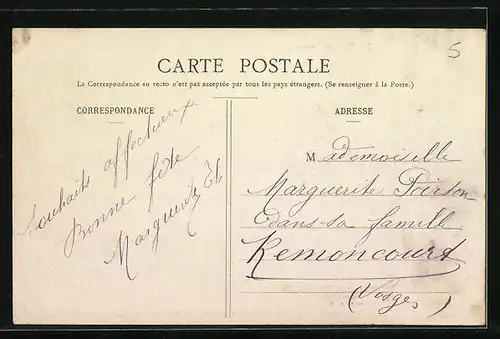 5
CARTE POSTALE
La Correspondance au recto n'est pas acceptée par tous les pays étrangers. (Se renseigner à la Poste.)
CORRESPONDANCE
Souhaits affectueux
Bonne fête
Marguerite
ADRESSE
Mademoiselle
Marguerite Poirson
dans sa famille
Remoncourt
(Vosges)